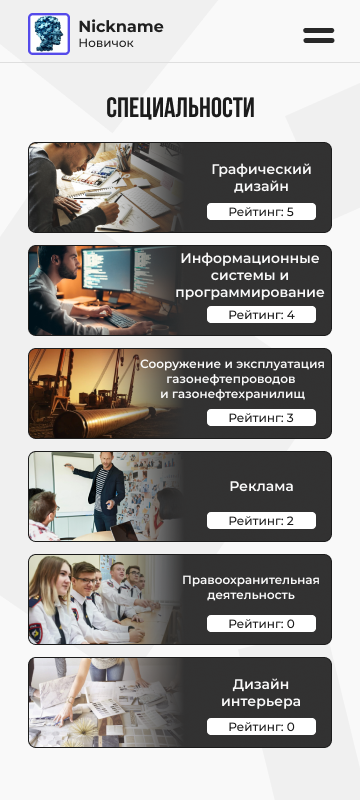 Nickname
Новичок
СПЕЦИАЛЬНОСТИ
Графический
дизайн
Рейтинг: 5
Информационные
системы и
программирование
Рейтинг: 4
Сооружение и эксплуатация
газонефтепроводов
и газонефтехранилищ
Рейтинг: 3
Реклама
Рейтинг: 2
Правоохранительная
деятельность
Рейтинг: 0
Дизайн
интерьера
Рейтинг: 0